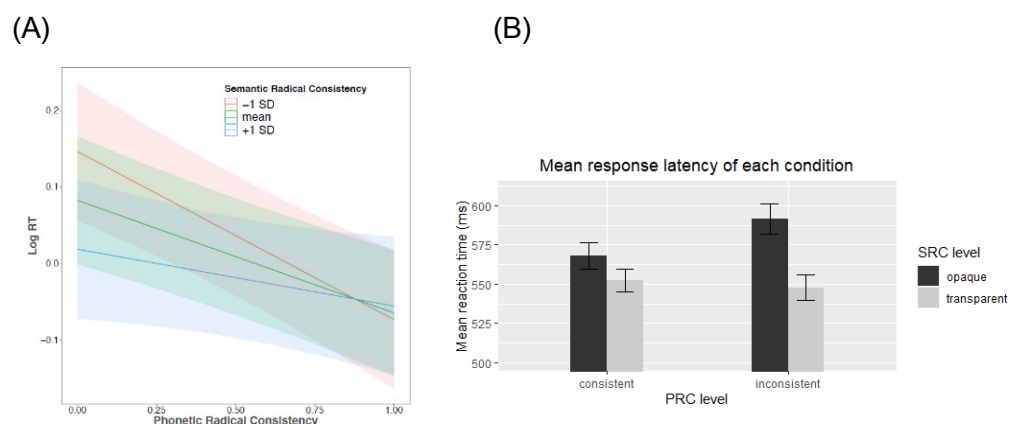 (A)
Semantic Radical Consistency
−1 SD
mean
+1 SD
0.2
0.1
0.0
−0.1
Log RT
0.00
0.25
0.50
0.75
1.00
Phonetic Radical Consistency
(B)
Mean response latency of each condition
Mean reaction time (ms)
600
575
550
525
500
consistent
inconsistent
PRC level
SRC level
opaque
transparent